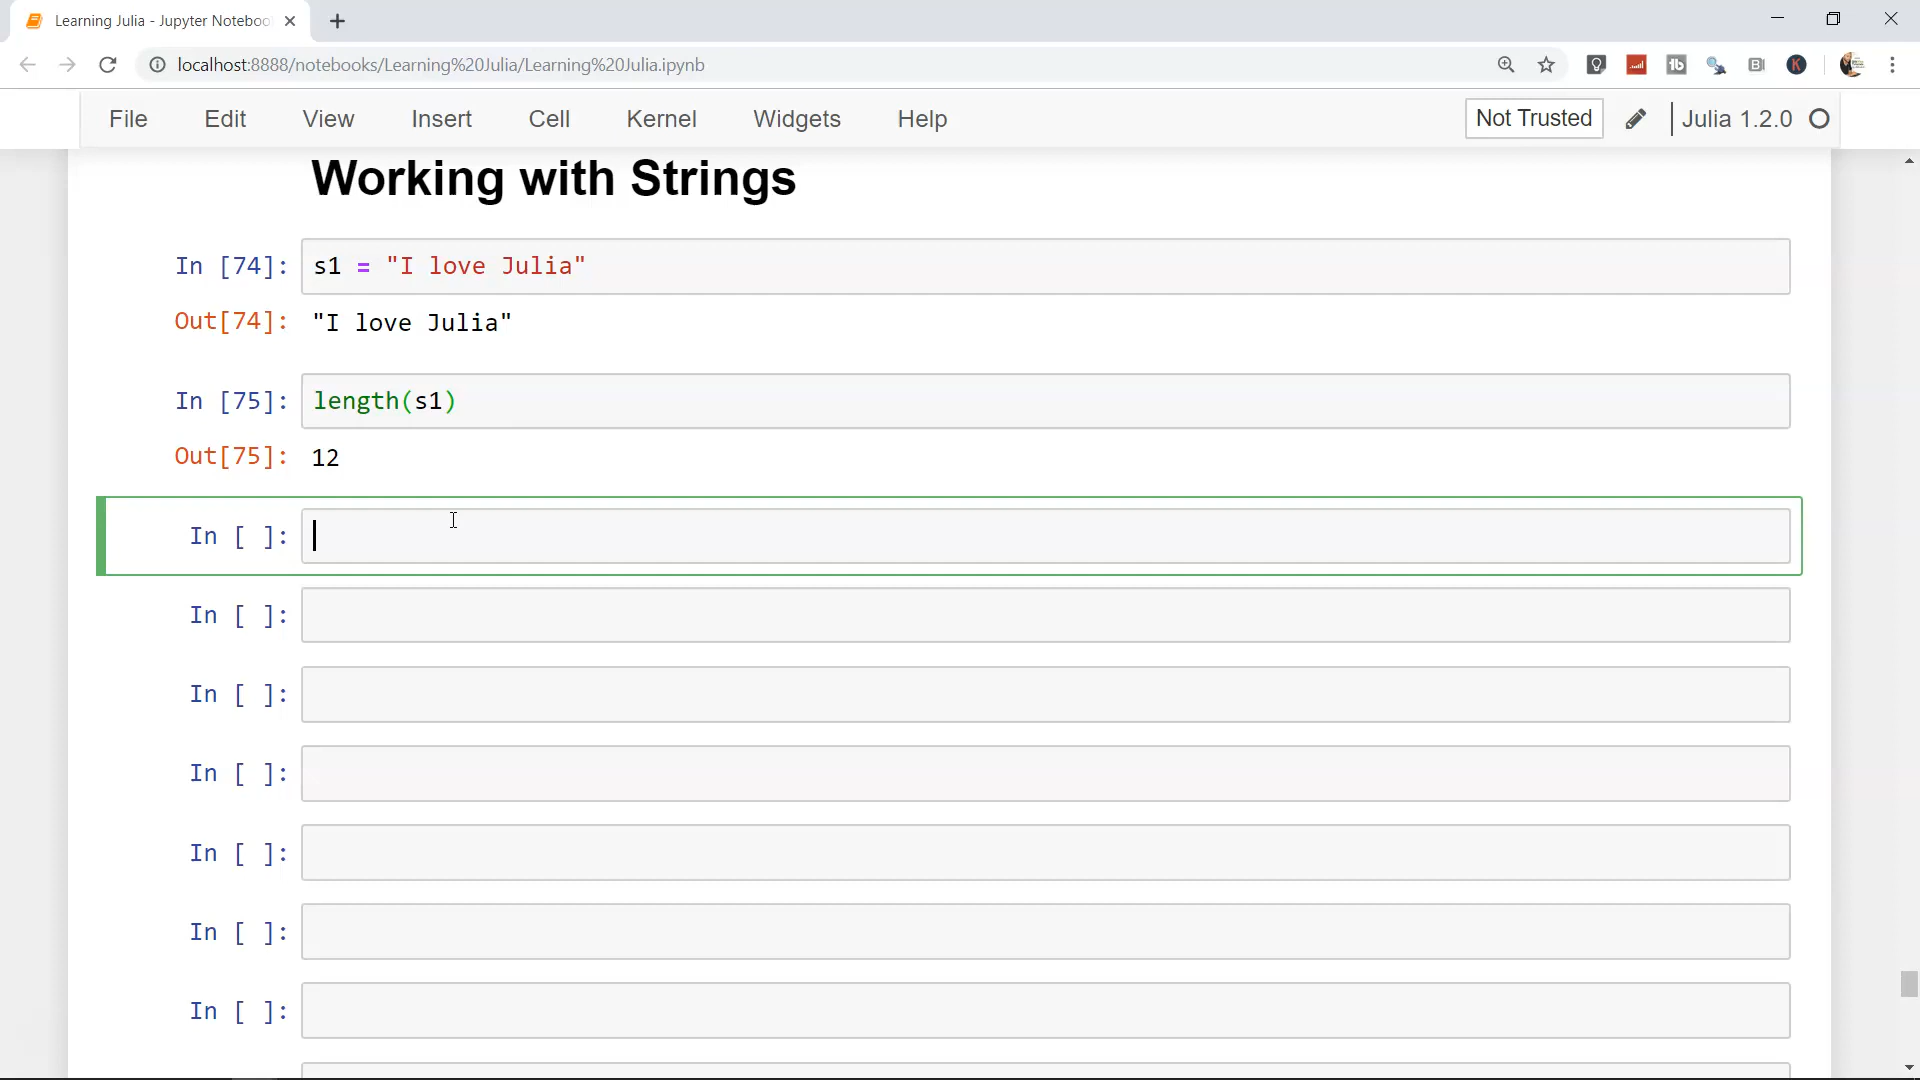 Learning Julia - Jupyter Noteboo
localhost:8888/notebooks/Learning%20Julia/Learning%20Julia.ipynb
File Edit View Insert Cell Kernel Widgets Help Not Trusted Julia 1.2.0
Working with Strings
In [74]: s1 = "I love Julia"
Out[74]: "I love Julia"
In [75]: length(s1)
Out[75]: 12
In [ ]:
In [ ]:
In [ ]:
In [ ]:
In [ ]:
In [ ]:
In [ ]: